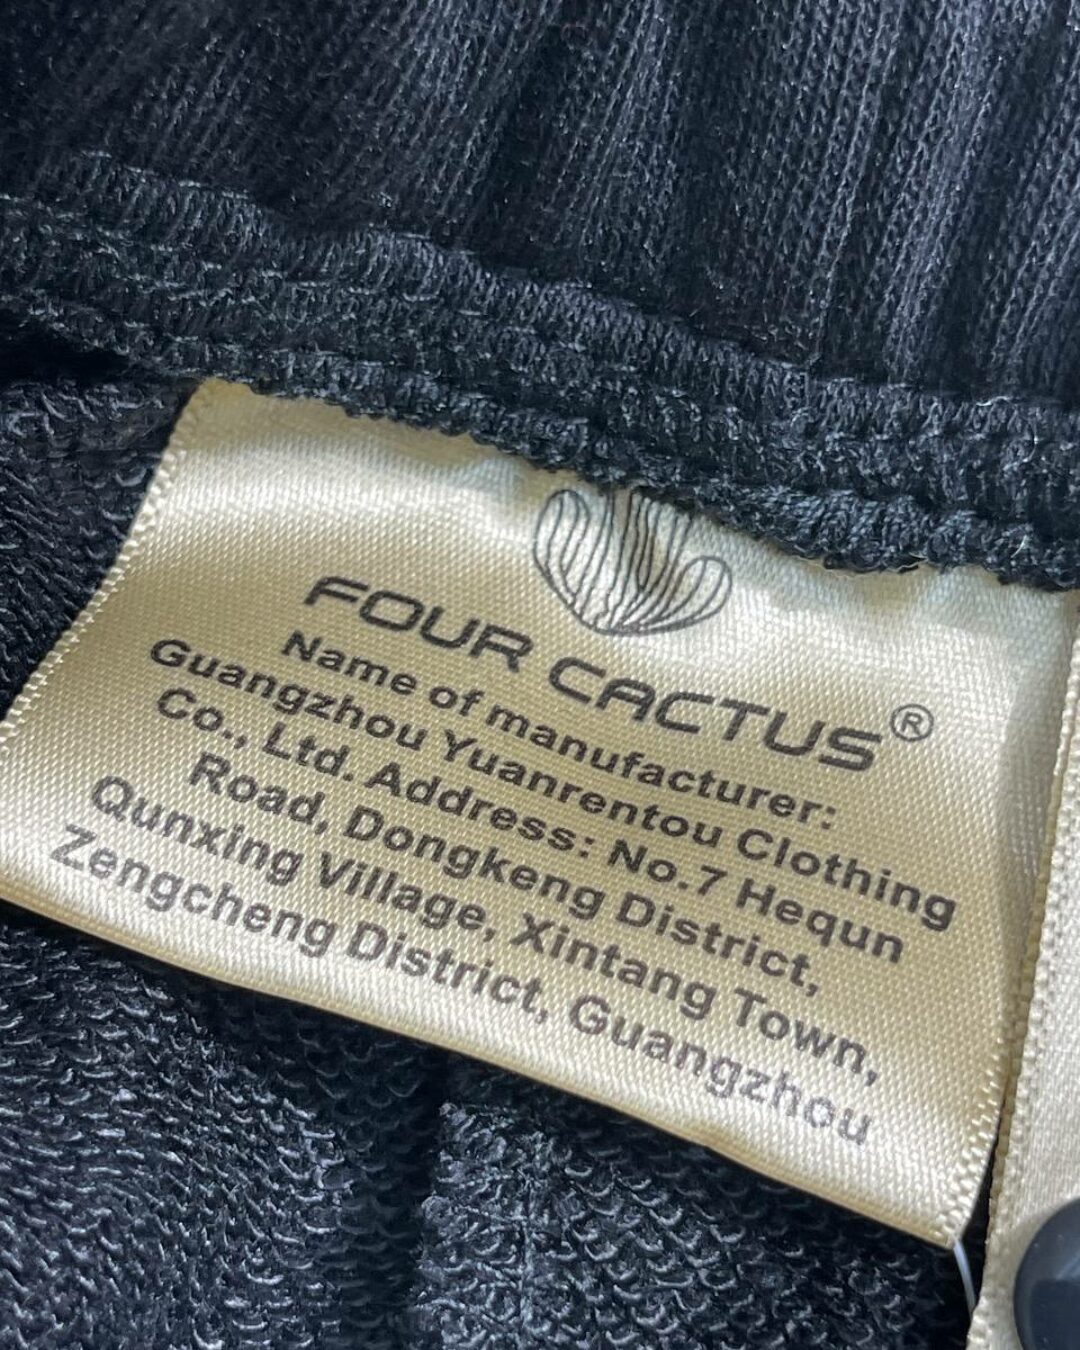 FOUR CACTUS®
Name of manufacturer:
Guangzhou Yuanrentou Clothing
Co., Ltd. Address: No.7 Hequn
Road, Dongkeng District,
Qunxing Village, Xintang Town,
Zengcheng District, Guangzhou